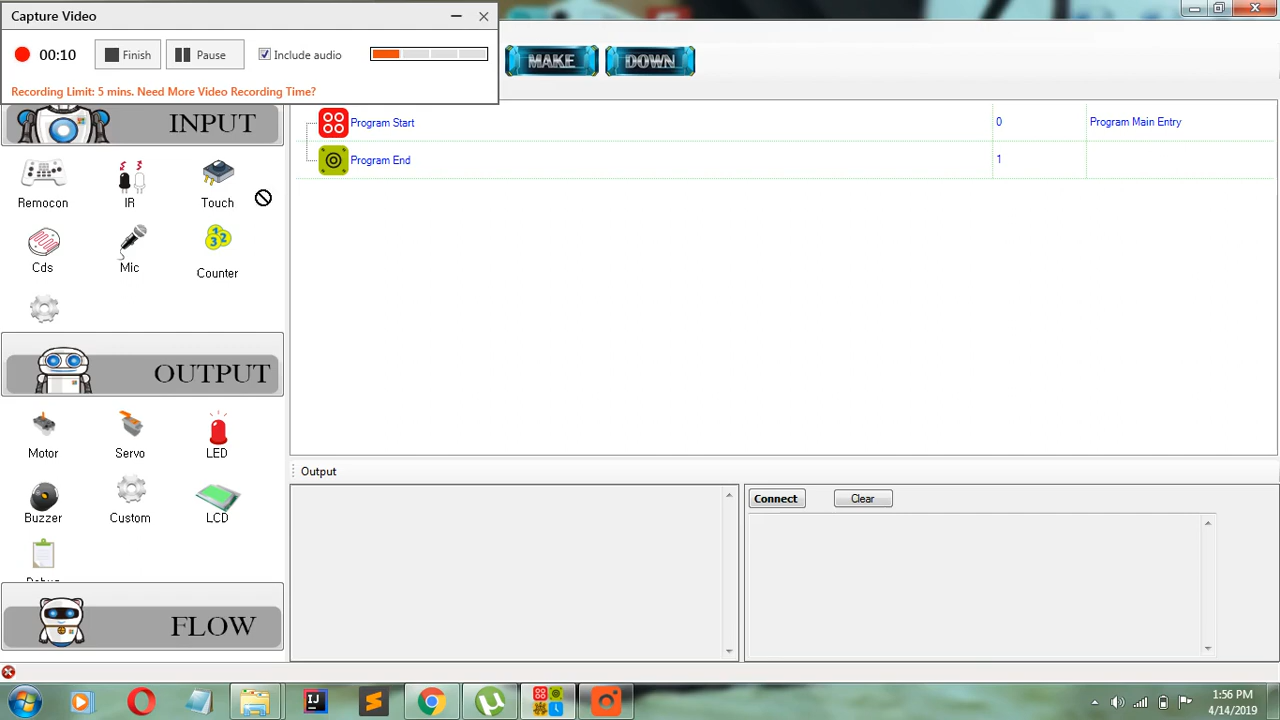 Capture Video
00:10
Finish
Pause
Include audio
Recording Limit: 5 mins. Need More Video Recording Time?
MAKE
DOWN
INPUT
Program Start
0
Program Main Entry
Program End
1
Remocon
IR
Touch
Cds
Mic
Counter
OUTPUT
Motor
Servo
LED
Buzzer
Custom
LCD
Debug
FLOW
Output
Connect
Clear
1:56 PM
4/14/2019